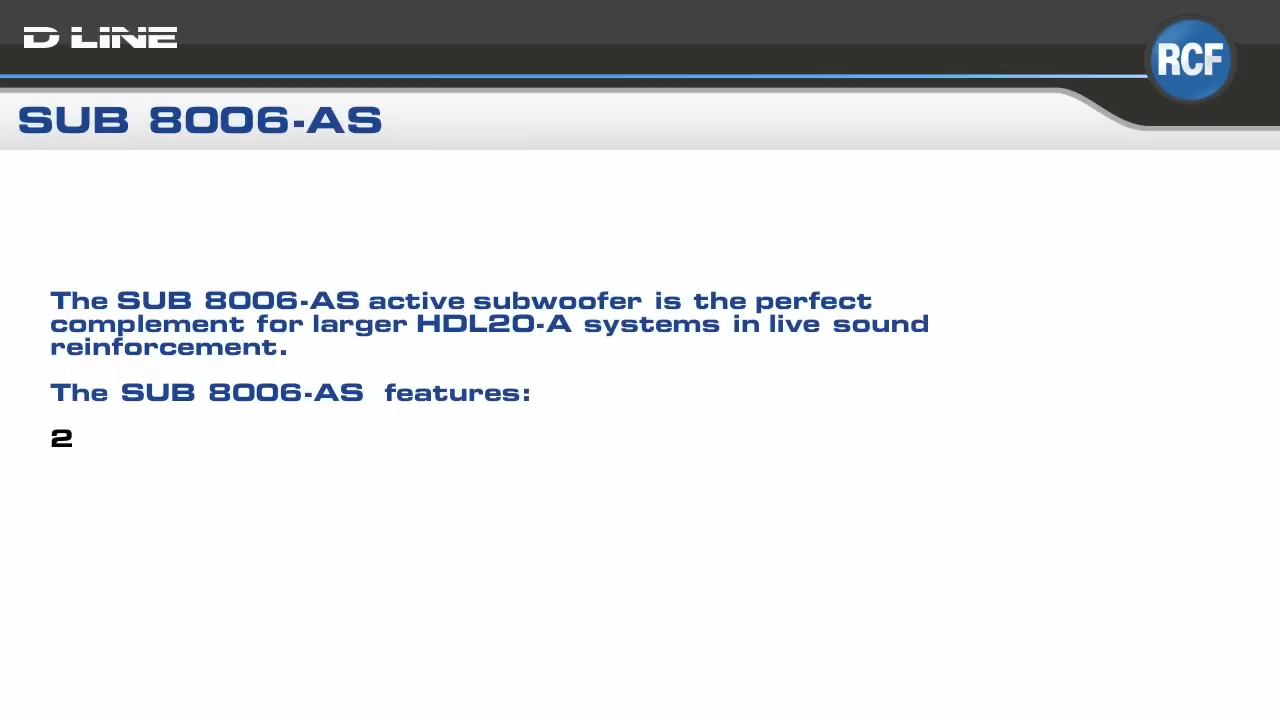 D LINE
RCF
SUB 8006-AS
The SUB 8006-AS active subwoofer is the perfect
complement for larger HDL20-A systems in live sound
reinforcement.
The SUB 8006-AS features:
2